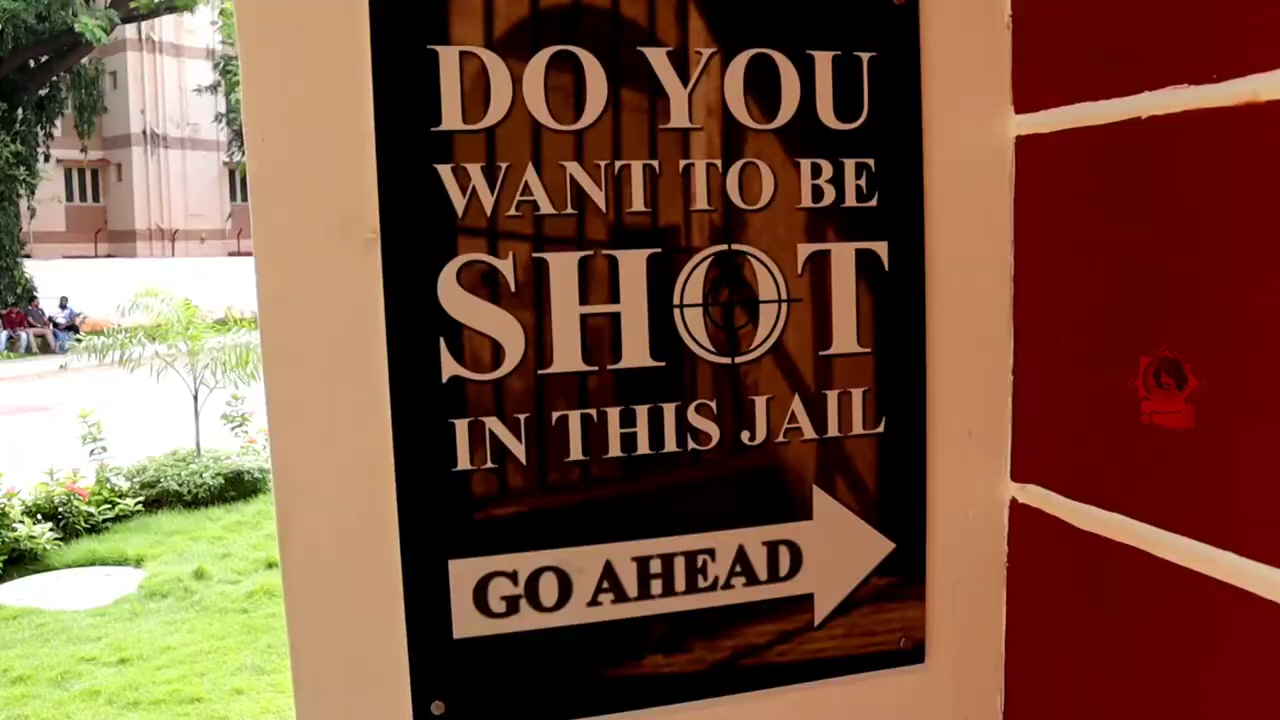 DO YOU
WANT TO BE
SHOT
IN THIS JAIL
GO AHEAD